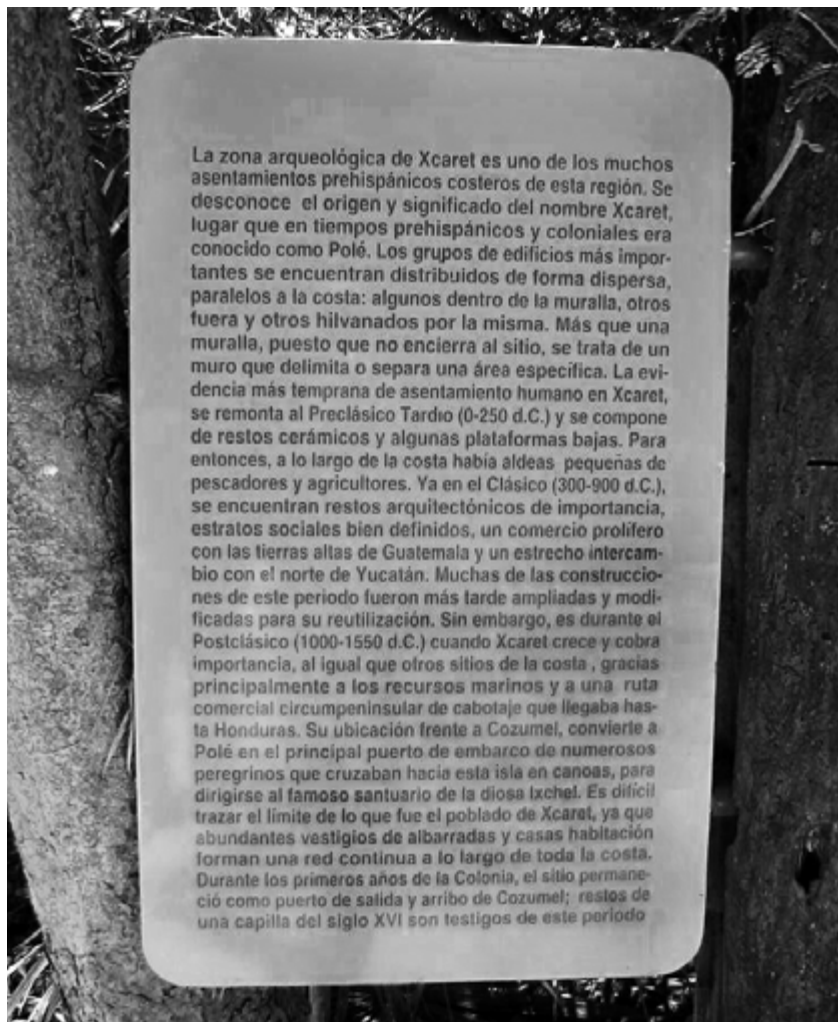 La zona arqueológica de Xcaret es uno de los muchos
asentamientos prehispánicos costeros de esta región. Se
desconoce el origen y significado del nombre Xcaret,
lugar que en tiempos prehispánicos y coloniales era
conocido como Polé. Los grupos de edificios más impor-
tantes se encuentran distribuidos de forma dispersa,
paralelos a la costa: algunos dentro de la muralla, otros
fuera y otros hilvanados por la misma. Más que una
muralla, puesto que no encierra al sitio, se trata de un
muro que delimita o separa una área específica. La evi-
dencia más temprana de asentamiento humano en Xcaret,
se remonta al Preclásico Tardio (0-250 d.C.) y se compone
de restos cerámicos y algunas plataformas bajas. Para
entonces, a lo largo de la costa había aldeas pequeñas de
pescadores y agricultores. Ya en el Clásico (300-900 d.C.),
se encuentran restos arquitectónicos de importancia,
estratos sociales bien definidos, un comercio prolífero
con las tierras altas de Guatemala y un estrecho intercam-
bio con el norte de Yucatán. Muchas de las construccio-
nes de este periodo fueron más tarde ampliadas y modi-
ficadas para su reutilización. Sin embargo, es durante el
Postclásico (1000-1550 d.C.) cuando Xcaret crece y cobra
importancia, al igual que otros sitios de la costa , gracias
principalmente a los recursos marinos y a una ruta
comercial circumpeninsular de cabotaje que llegaba has-
ta Honduras. Su ubicación frente a Cozumel, convierte a
Polé en el principal puerto de embarco de numerosos
peregrinos que cruzaban hacia esta isla en canoas, para
dirigirse al famoso santuario de la diosa Ixchel. Es difícil
trazar el límite de lo que fue el poblado de Xcaret, ya que
abundantes vestigios de albarradas y casas habitación
forman una red continua a lo largo de toda la costa.
Durante los primeros años de la Colonia, el sitio permane-
ció como puerto de salida y arribo de Cozumel; restos de
una capilla del siglo XVI son testigos de este periodo